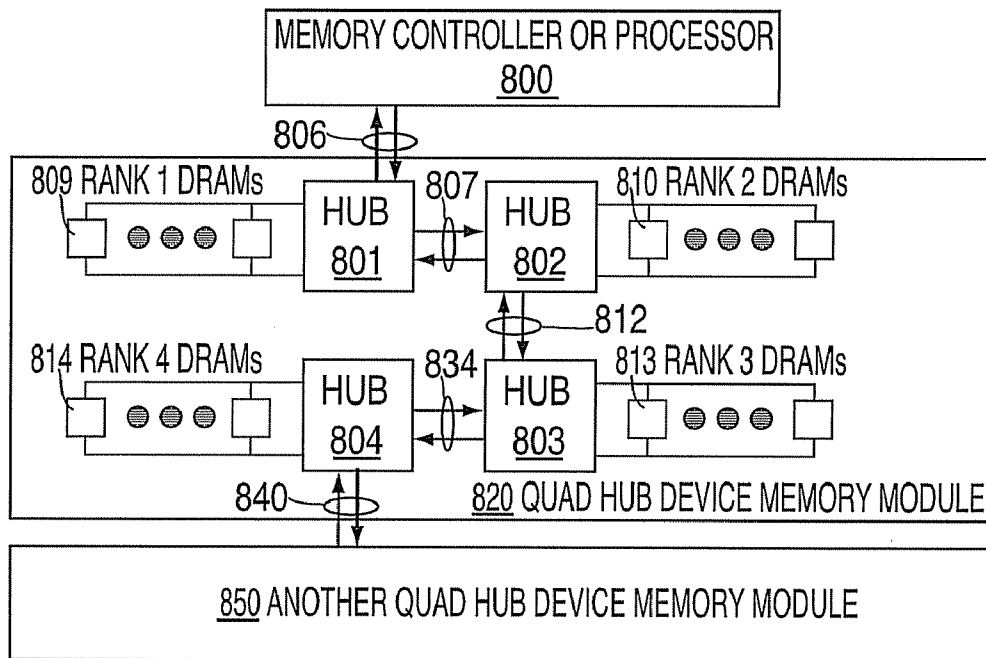 MEMORY CONTROLLER OR PROCESSOR
800
806
809 RANK 1 DRAMs
807
810 RANK 2 DRAMs
HUB
801
HUB
802
812
814 RANK 4 DRAMs
834
813 RANK 3 DRAMs
HUB
804
HUB
803
840
820 QUAD HUB DEVICE MEMORY MODULE
850 ANOTHER QUAD HUB DEVICE MEMORY MODULE